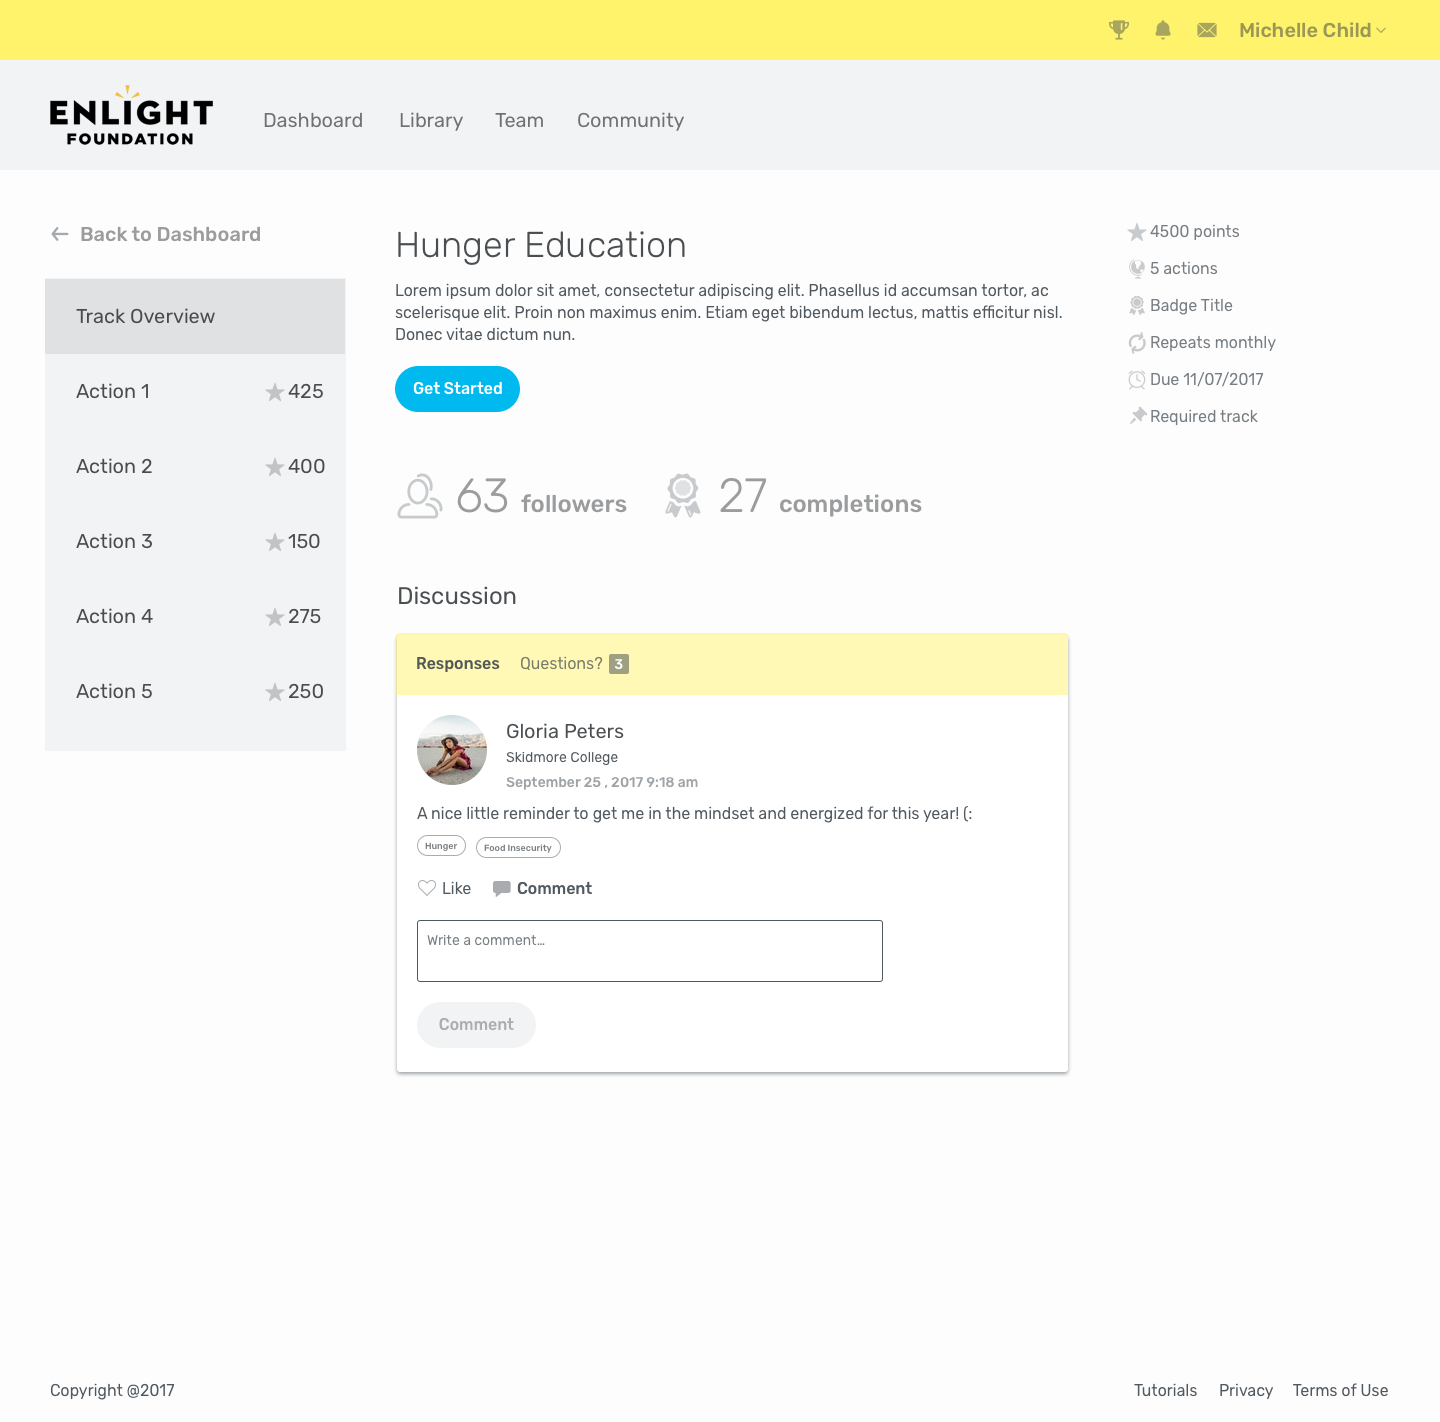 Michelle Child
ENLIGHT
FOUNDATION
Dashboard Library Team Community
Back to Dashboard
Track Overview
Action 1 425
Action 2 400
Action 3 150
Action 4 275
Action 5 250
Hunger Education
Lorem ipsum dolor sit amet, consectetur adipiscing elit. Phasellus id accumsan tortor, ac
scelerisque elit. Proin non maximus enim. Etiam eget bibendum lectus, mattis efficitur nisl.
Donec vitae dictum nun.
Get Started
63 followers 27 completions
4500 points
5 actions
Badge Title
Repeats monthly
Due 11/07/2017
Required track
Discussion
Responses Questions? 3
Gloria Peters
Skidmore College
September 25 , 2017 9:18 am
A nice little reminder to get me in the mindset and energized for this year! (:
Hunger Food Insecurity
Like Comment
Write a comment...
Comment
Copyright @2017 Tutorials Privacy Terms of Use